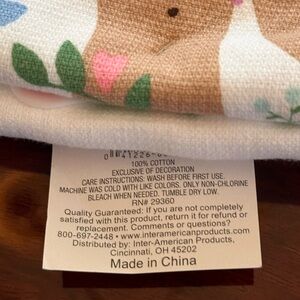 100% COTTON
EXCLUSIVE OF DECORATION
CARE INSTRUCTIONS: WASH BEFORE FIRST USE.
MACHINE WAS COLD WITH LIKE COLORS. ONLY NON-CHLORINE
BLEACH WHEN NEEDED. TUMBLE DRY LOW.
RN# 29360
Quality Guaranteed: If you are not completely
satisfied with this product, return it for refund or
replacement. Comments or questions?
800-697-2448 • www.interamericanproducts.com
Distributed by: Inter-American Products,
Cincinnati, OH 45202
Made in China